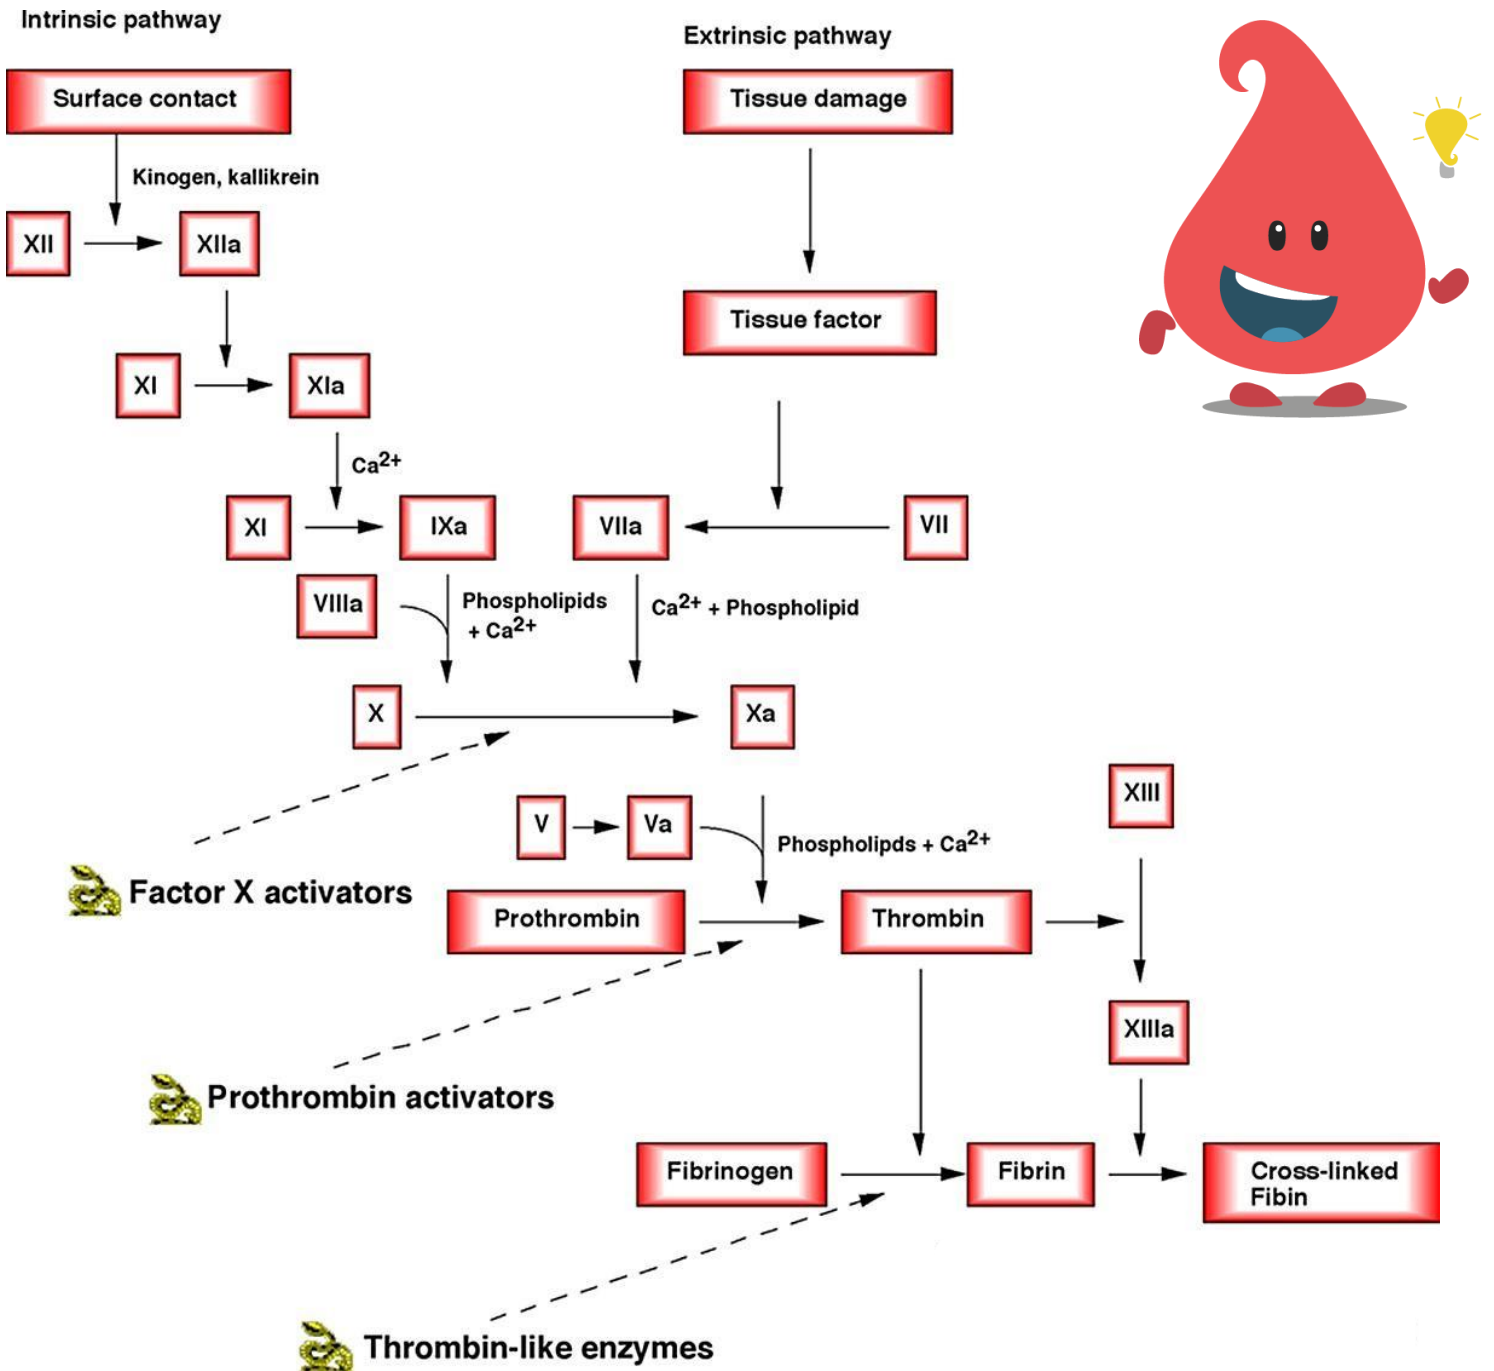 Intrinsic pathway
Extrinsic pathway
Surface contact
Tissue damage
Kinogen, kallikrein
XII
XIIa
Tissue factor
XI
XIa
Ca2+
XI
IXa
VIIa
VII
VIIIa
Phospholipids
+ Ca2+
Ca2+ + Phospholipid
X
Xa
XIII
V
Va
Phospholipds + Ca2+
Factor X activators
Prothrombin
Thrombin
XIIIa
Prothrombin activators
Fibrinogen
Fibrin
Cross-linked
Fibin
Thrombin-like enzymes